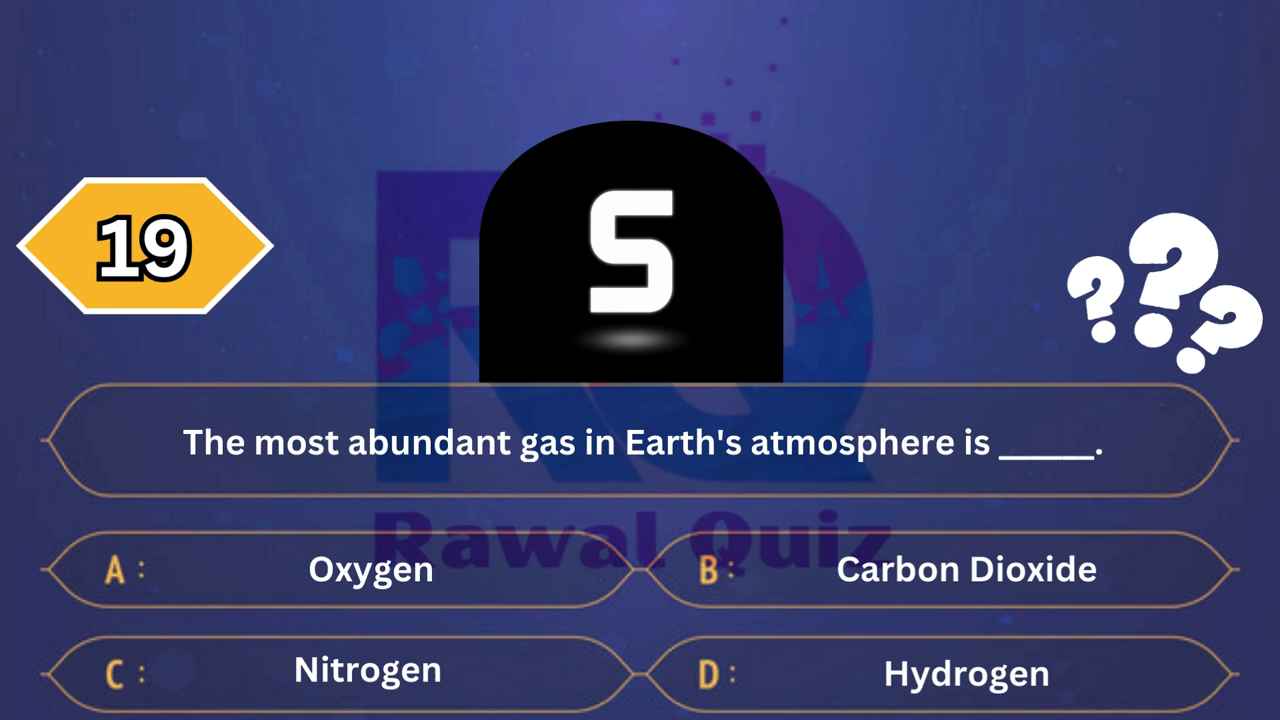 19
5
???
The most abundant gas in Earth's atmosphere is _____.
Rawal Quiz
A : Oxygen
B : Carbon Dioxide
C : Nitrogen
D : Hydrogen